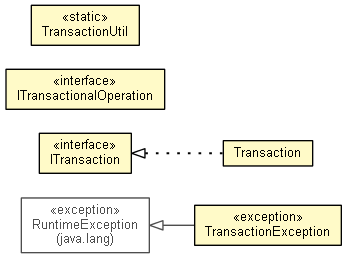 «static»
TransactionUtil
«interface»
ITransactionalOperation
«interface»
ITransaction
Transaction
«exception»
RuntimeException
(java.lang)
«exception»
TransactionException